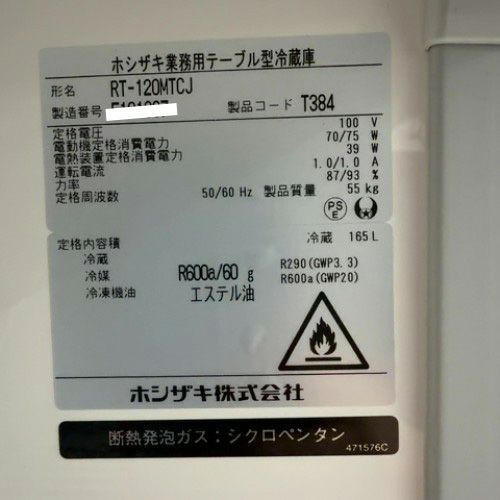 ホシザキ業務用テーブル型冷蔵庫
形名 RT-120MTCJ
製造番号 製品コード T384
定格電圧 100 V
電動機定格消費電力 70/75 W
電熱装置定格消費電力 39 W
運転電流 1.0/1.0 A
力率 87/93 %
定格周波数 50/60 Hz 製品質量 55 kg
PSE
定格内容積 冷蔵 165 L
冷蔵
冷媒 R600a/60 g R290(GWP3.3)
R600a(GWP20)
冷凍機油 エステル油
ホシザキ株式会社
断熱発泡ガス：シクロペンタン
471576C